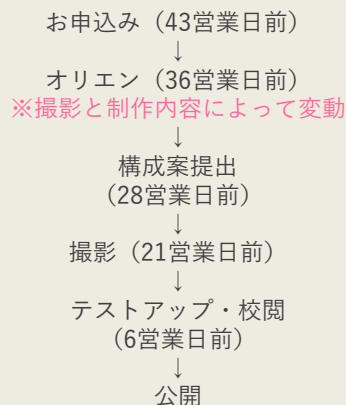 お申込み（43営業日前）
↓
オリエン（36営業日前）
※撮影と制作内容によって変動
↓
構成案提出
（28営業日前）
↓
撮影（21営業日前）
↓
テストアップ・校閲
（6営業日前）
↓
公開